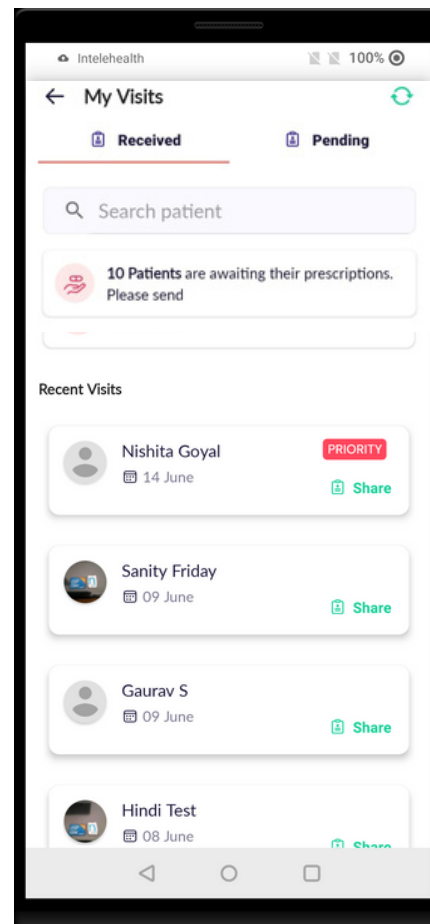 Intelehealth
100%
My Visits
Received
Pending
Search patient
10 Patients are awaiting their prescriptions.
Please send
Recent Visits
Nishita Goyal
PRIORITY
14 June
Share
Sanity Friday
09 June
Share
Gaurav S
09 June
Share
Hindi Test
08 June
Share